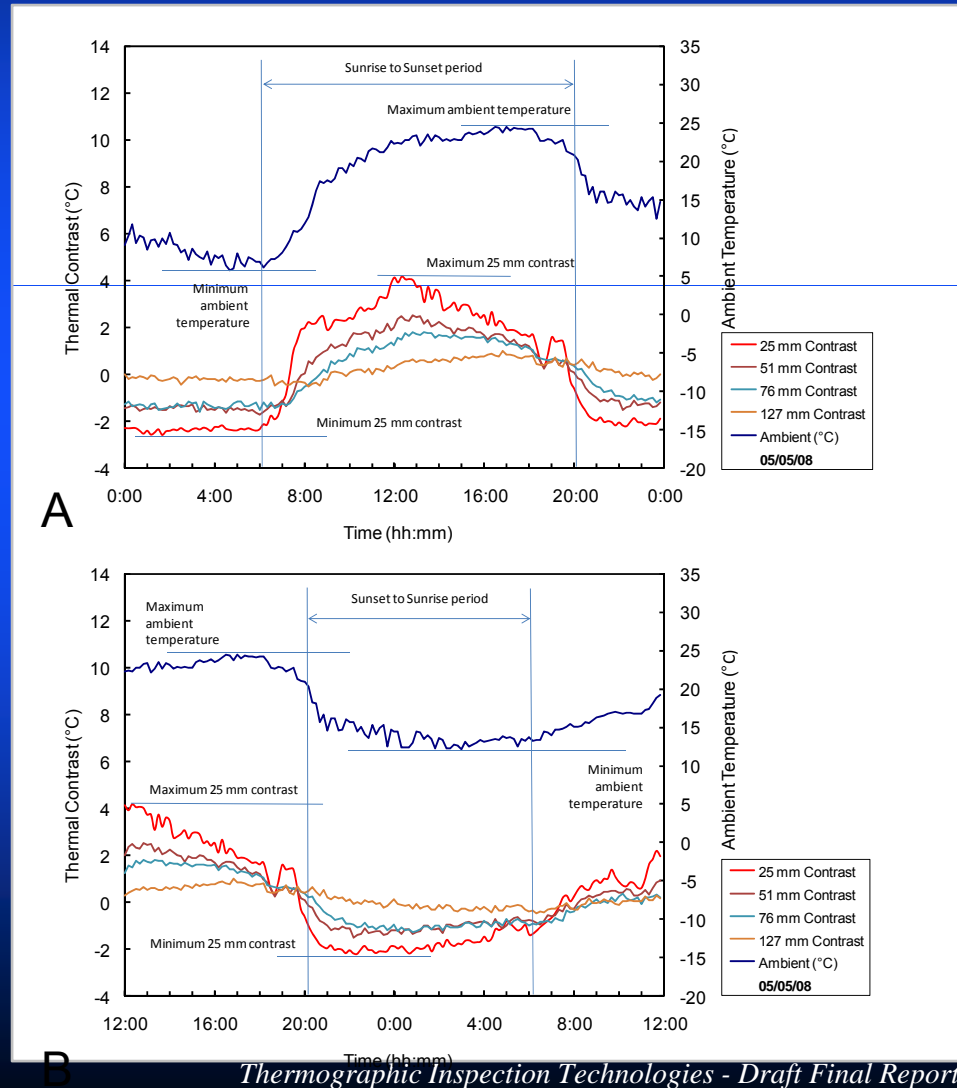 14
12
10
8
6
4
2
0
-2
-4
Thermal Contrast (°C)
35
30
25
20
15
10
5
0
-5
-10
-15
-20
Ambient Temperature (°C)
Sunrise to Sunset period
Maximum ambient temperature
Maximum 25 mm contrast
Minimum
ambient
temperature
Minimum 25 mm contrast
0:00 4:00 8:00 12:00 16:00 20:00 0:00
Time (hh:mm)
A
25 mm Contrast
51 mm Contrast
76 mm Contrast
127 mm Contrast
Ambient (°C)
05/05/08
14
12
10
8
6
4
2
0
-2
-4
Thermal Contrast (°C)
35
30
25
20
15
10
5
0
-5
-10
-15
-20
Ambient Temperature (°C)
Sunset to Sunrise period
Maximum
ambient
temperature
Minimum
ambient
temperature
Maximum 25 mm contrast
Minimum 25 mm contrast
12:00 16:00 20:00 0:00 4:00 8:00 12:00
Time (hh:mm)
B
25 mm Contrast
51 mm Contrast
76 mm Contrast
127 mm Contrast
Ambient (°C)
05/05/08
Thermographic Inspection Technologies - Draft Final Report